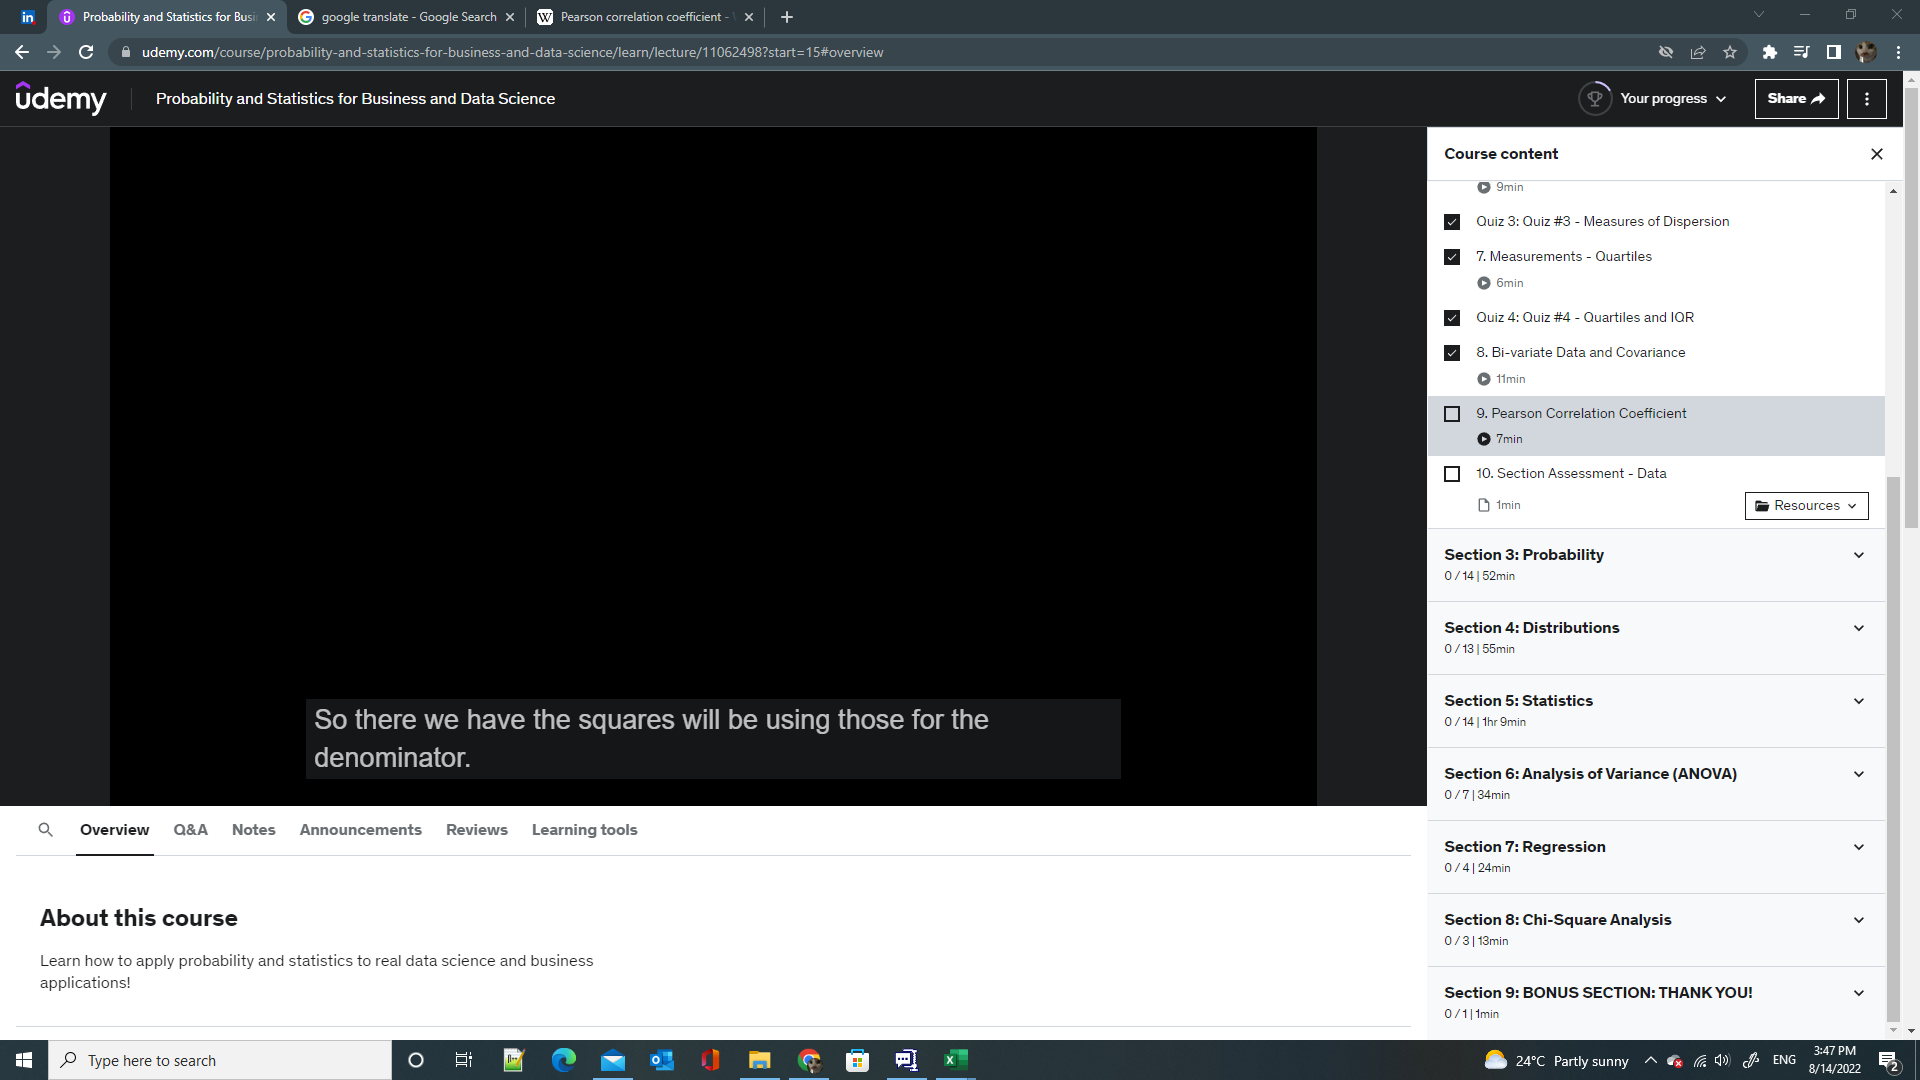 Probability and Statistics for Busi
google translate - Google Search
Pearson correlation coefficient -
udemy.com/course/probability-and-statistics-for-business-and-data-science/learn/lecture/11062498?start=15#overview
udemy
Probability and Statistics for Business and Data Science
Your progress
Share
Course content
9min
Quiz 3: Quiz #3 - Measures of Dispersion
7. Measurements - Quartiles
6min
Quiz 4: Quiz #4 - Quartiles and IQR
8. Bi-variate Data and Covariance
11min
9. Pearson Correlation Coefficient
7min
10. Section Assessment - Data
1min
Resources
Section 3: Probability
0 / 14 | 52min
Section 4: Distributions
0 / 13 | 55min
Section 5: Statistics
0 / 14 | 1hr 9min
Section 6: Analysis of Variance (ANOVA)
0 / 7 | 34min
Section 7: Regression
0 / 4 | 24min
Section 8: Chi-Square Analysis
0 / 3 | 13min
Section 9: BONUS SECTION: THANK YOU!
0 / 1 | 1min
So there we have the squares will be using those for the
denominator.
Overview
Q&A
Notes
Announcements
Reviews
Learning tools
About this course
Learn how to apply probability and statistics to real data science and business
applications!
Type here to search
24°C Partly sunny
ENG
3:47 PM
8/14/2022
2